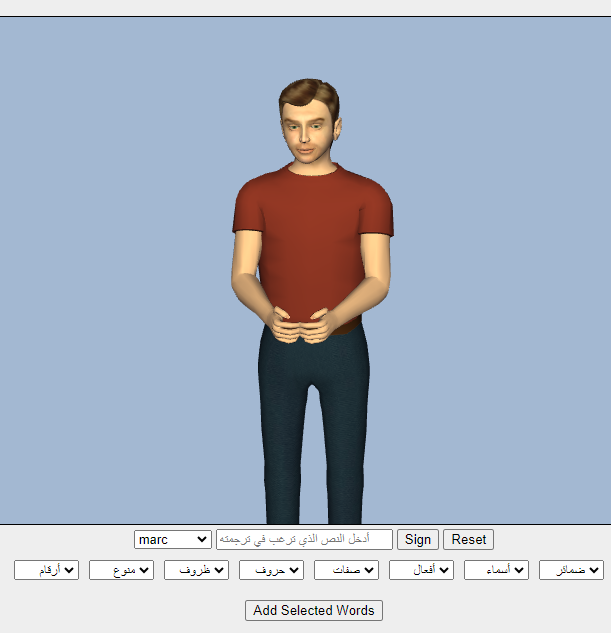 marc أدخل النص الذي ترغب في ترجمته Sign Reset
ضمائر أسماء أفعال صفات حروف ظروف منوع أرقام
Add Selected Words